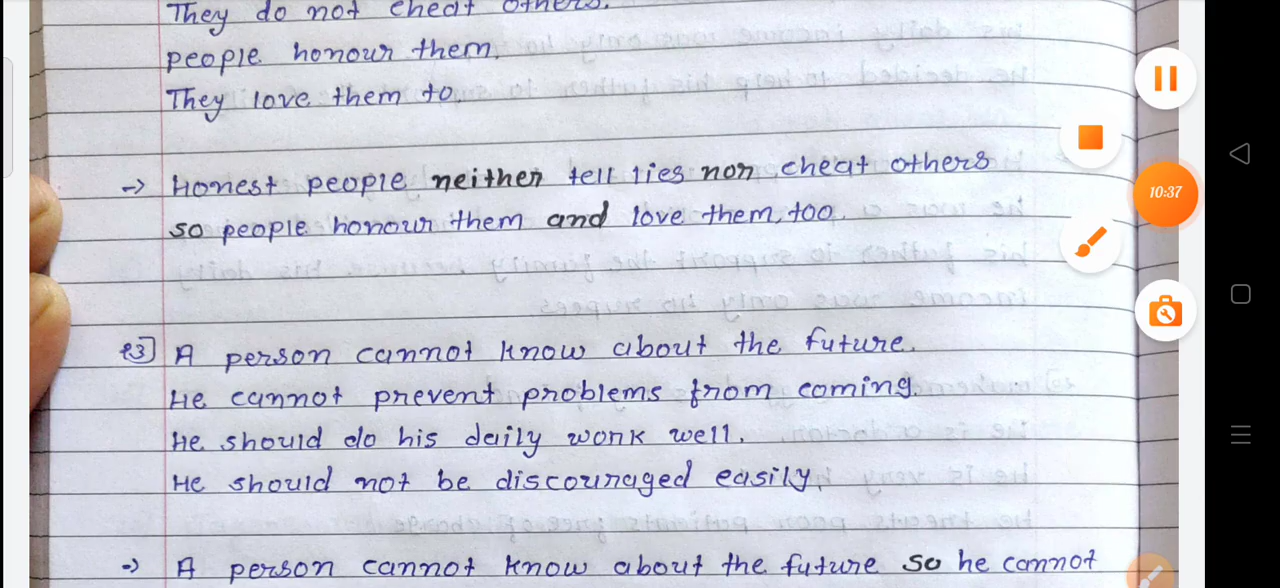 They do not cheat others.
people honour them.
They love them to.
→ Honest people neither tell lies nor cheat others
so people honour them and love them, too.
23] A person cannot know about the future.
He cannot prevent problems from coming.
He should do his daily work well.
He should not be discouraged easily.
→ A person cannot know about the future so he cannot
10:37